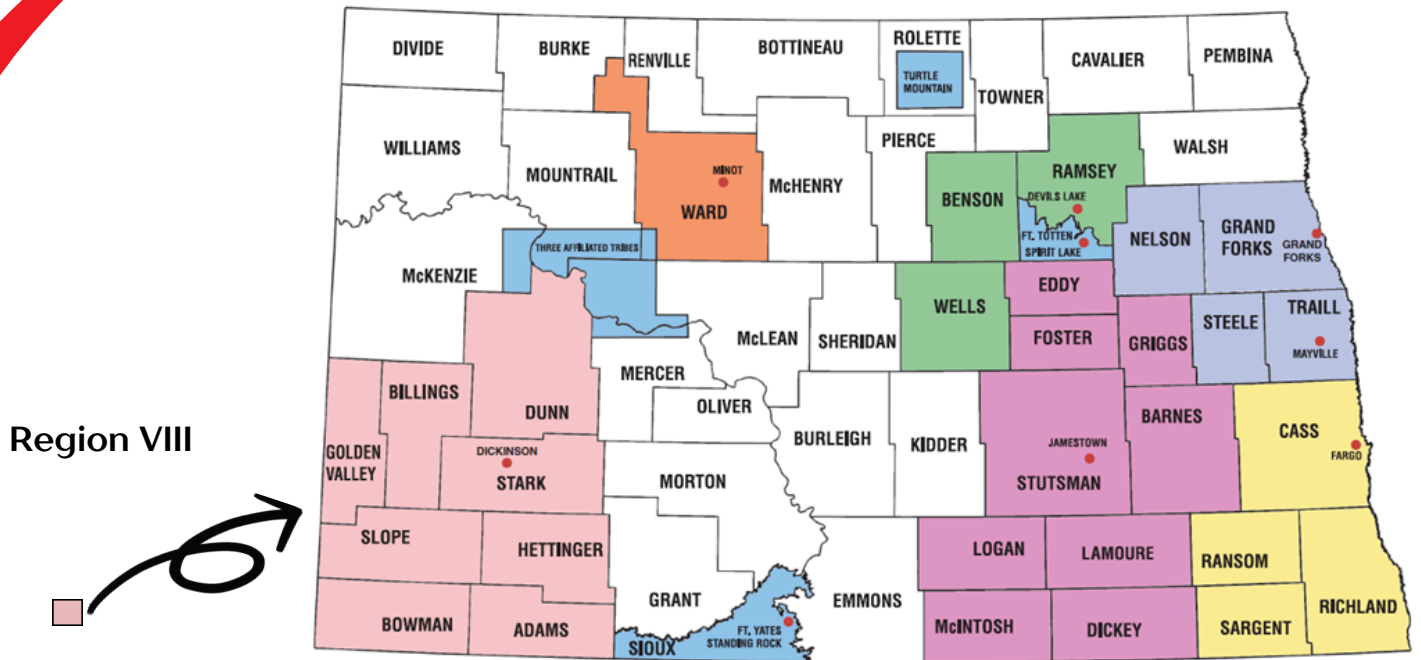 DIVIDE
BURKE
RENVILLE
BOTTINEAU
ROLETTE
TURTLE
MOUNTAIN
TOWNER
CAVALIER
PEMBINA
WILLIAMS
MOUNTRAIL
MINOT
WARD
McHENRY
PIERCE
BENSON
RAMSEY
DEVILS LAKE
FT. TOTTEN
SPIRIT LAKE
WALSH
NELSON
GRAND
FORKS
GRAND
FORKS
THREE AFFILIATED TRIBES
McKENZIE
McLEAN
SHERIDAN
WELLS
EDDY
FOSTER
GRIGGS
STEELE
TRAILL
MAYVILLE
MERCER
OLIVER
BILLINGS
DUNN
GOLDEN
VALLEY
DICKINSON
STARK
Region VIII
MORTON
BURLEIGH
KIDDER
JAMESTOWN
STUTSMAN
BARNES
CASS
FARGO
SLOPE
HETTINGER
LOGAN
LAMOURE
RANSOM
RICHLAND
BOWMAN
ADAMS
GRANT
SIOUX
FT. YATES
STANDING ROCK
EMMONS
McINTOSH
DICKEY
SARGENT